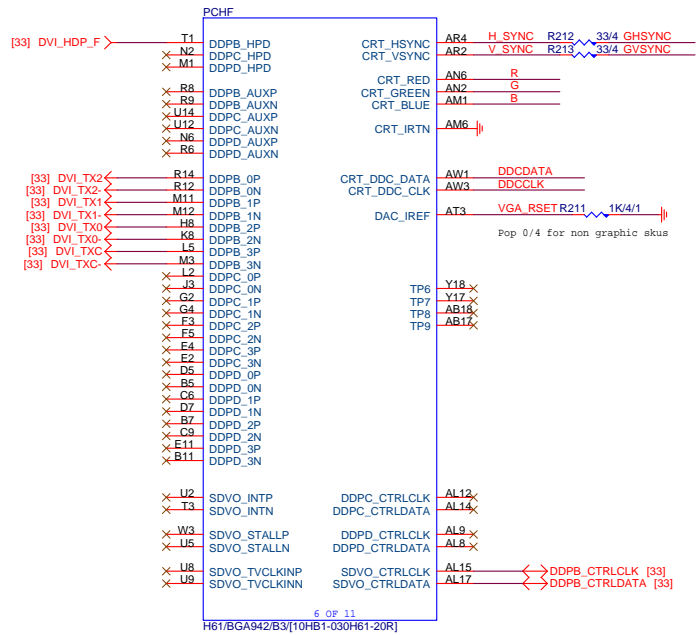 PCHF
[33] DVI_HDP_F T1 DDPB_HPD CRT_HSYNC AR4 H_SYNC R212 33/4 GHSYNC
N2 DDPC_HPD CRT_VSYNC AR2 V_SYNC R213 33/4 GVSYNC
M1 DDPD_HPD
CRT_RED AN6 R
R8 DDPB_AUXP CRT_GREEN AN2 G
R9 DDPB_AUXN CRT_BLUE AM1 B
U14 DDPC_AUXP
U12 DDPC_AUXN CRT_IRTN AM6
N6 DDPD_AUXP
R6 DDPD_AUXN
[33] DVI_TX2 R14 DDPB_0P CRT_DDC_DATA AW1 DDCDATA
[33] DVI_TX2- R12 DDPB_0N CRT_DDC_CLK AW3 DDCCLK
[33] DVI_TX1 M11 DDPB_1P
[33] DVI_TX1- M12 DDPB_1N DAC_IREF AT3 VGA_RSET R211 1K/4/1
[33] DVI_TX0 H8 DDPB_2P
Pop 0/4 for non graphic skus
[33] DVI_TX0- K8 DDPB_2N
[33] DVI_TXC L5 DDPB_3P
[33] DVI_TXC- M3 DDPB_3N
L2 DDPC_0P
J3 DDPC_0N TP6 Y18
G2 DDPC_1P TP7 Y17
G4 DDPC_1N TP8 AB18
F3 DDPC_2P TP9 AB17
F5 DDPC_2N
E4 DDPC_3P
E2 DDPC_3N
D5 DDPD_0P
B5 DDPD_0N
C6 DDPD_1P
D7 DDPD_1N
B7 DDPD_2P
C9 DDPD_2N
E11 DDPD_3P
B11 DDPD_3N
U2 SDVO_INTP DDPC_CTRLCLK AL12
T3 SDVO_INTN DDPC_CTRLDATA AL14
W3 SDVO_STALLP DDPD_CTRLCLK AL9
U5 SDVO_STALLN DDPD_CTRLDATA AL8
U8 SDVO_TVCLKINP SDVO_CTRLCLK AL15 DDPB_CTRLCLK [33]
U9 SDVO_TVCLKINN SDVO_CTRLDATA AL17 DDPB_CTRLDATA [33]
6 OF 11
H61/BGA942/B3/[10HB1-030H61-20R]